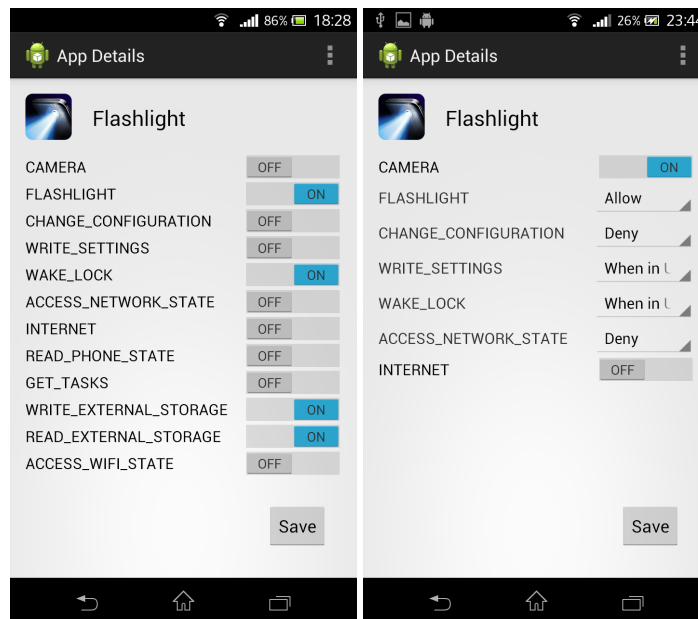 86% 18:28
App Details
Flashlight
CAMERA OFF
FLASHLIGHT ON
CHANGE_CONFIGURATION OFF
WRITE_SETTINGS OFF
WAKE_LOCK ON
ACCESS_NETWORK_STATE OFF
INTERNET OFF
READ_PHONE_STATE OFF
GET_TASKS OFF
WRITE_EXTERNAL_STORAGE ON
READ_EXTERNAL_STORAGE ON
ACCESS_WIFI_STATE OFF
Save
26% 23:44
App Details
Flashlight
CAMERA ON
FLASHLIGHT Allow
CHANGE_CONFIGURATION Deny
WRITE_SETTINGS When in
WAKE_LOCK When in
ACCESS_NETWORK_STATE Deny
INTERNET OFF
Save